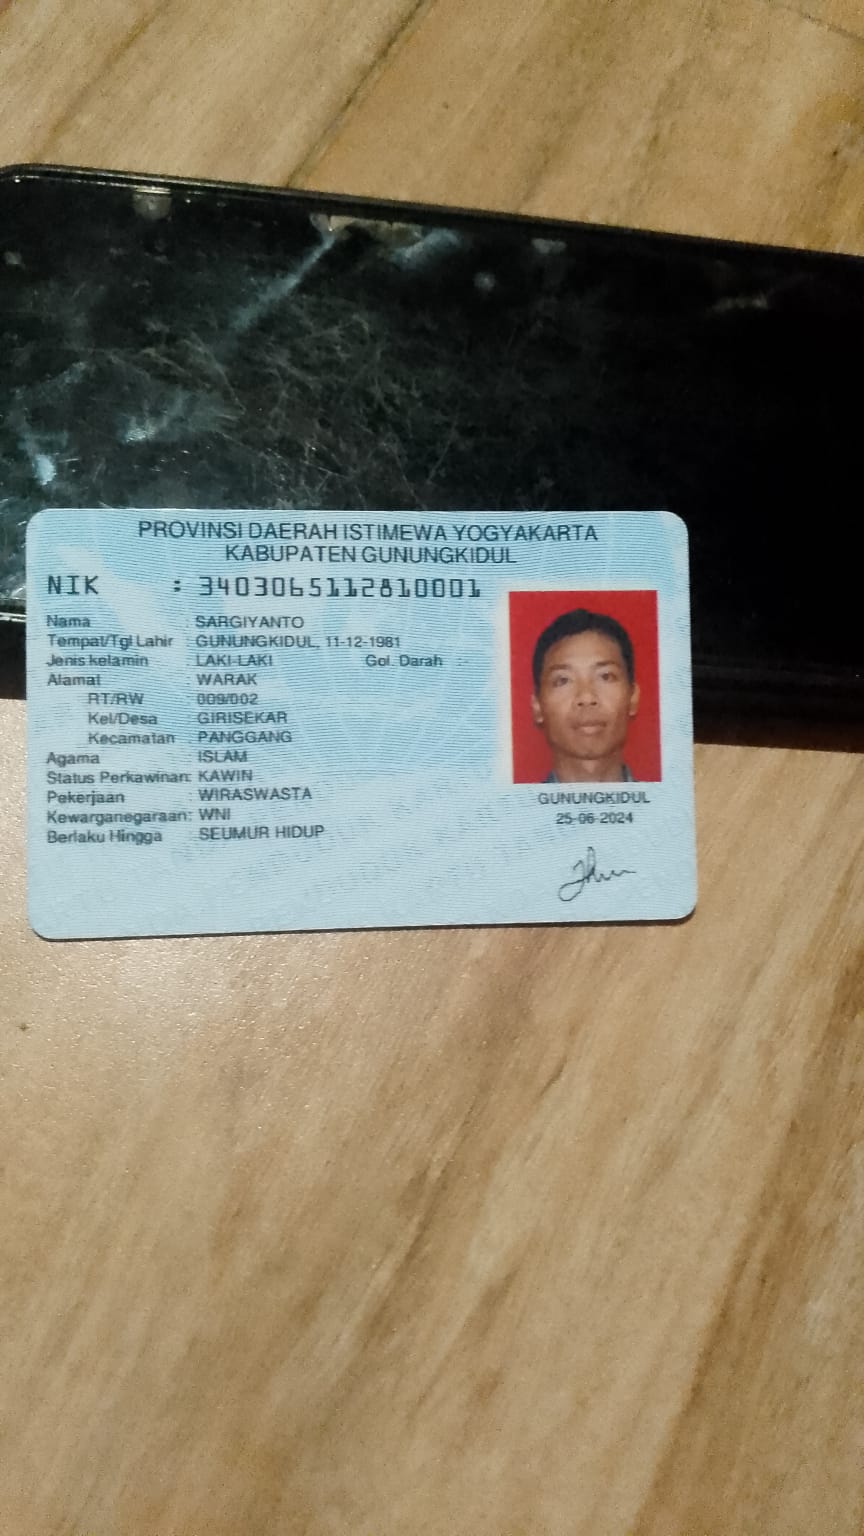 PROVINSI DAERAH ISTIMEWA YOGYAKARTA
KABUPATEN GUNUNGKIDUL
NIK : 3403065112810001
Nama : SARGIYANTO
Tempat/Tgl Lahir : GUNUNGKIDUL, 11-12-1981
Jenis kelamin : LAKI-LAKI Gol. Darah :-
Alamat : WARAK
RT/RW : 009/002
Kel/Desa : GIRISEKAR
Kecamatan : PANGGANG
Agama : ISLAM
Status Perkawinan: KAWIN
Pekerjaan : WIRASWASTA
Kewarganegaraan: WNI
Berlaku Hingga : SEUMUR HIDUP
GUNUNGKIDUL
25-06-2024